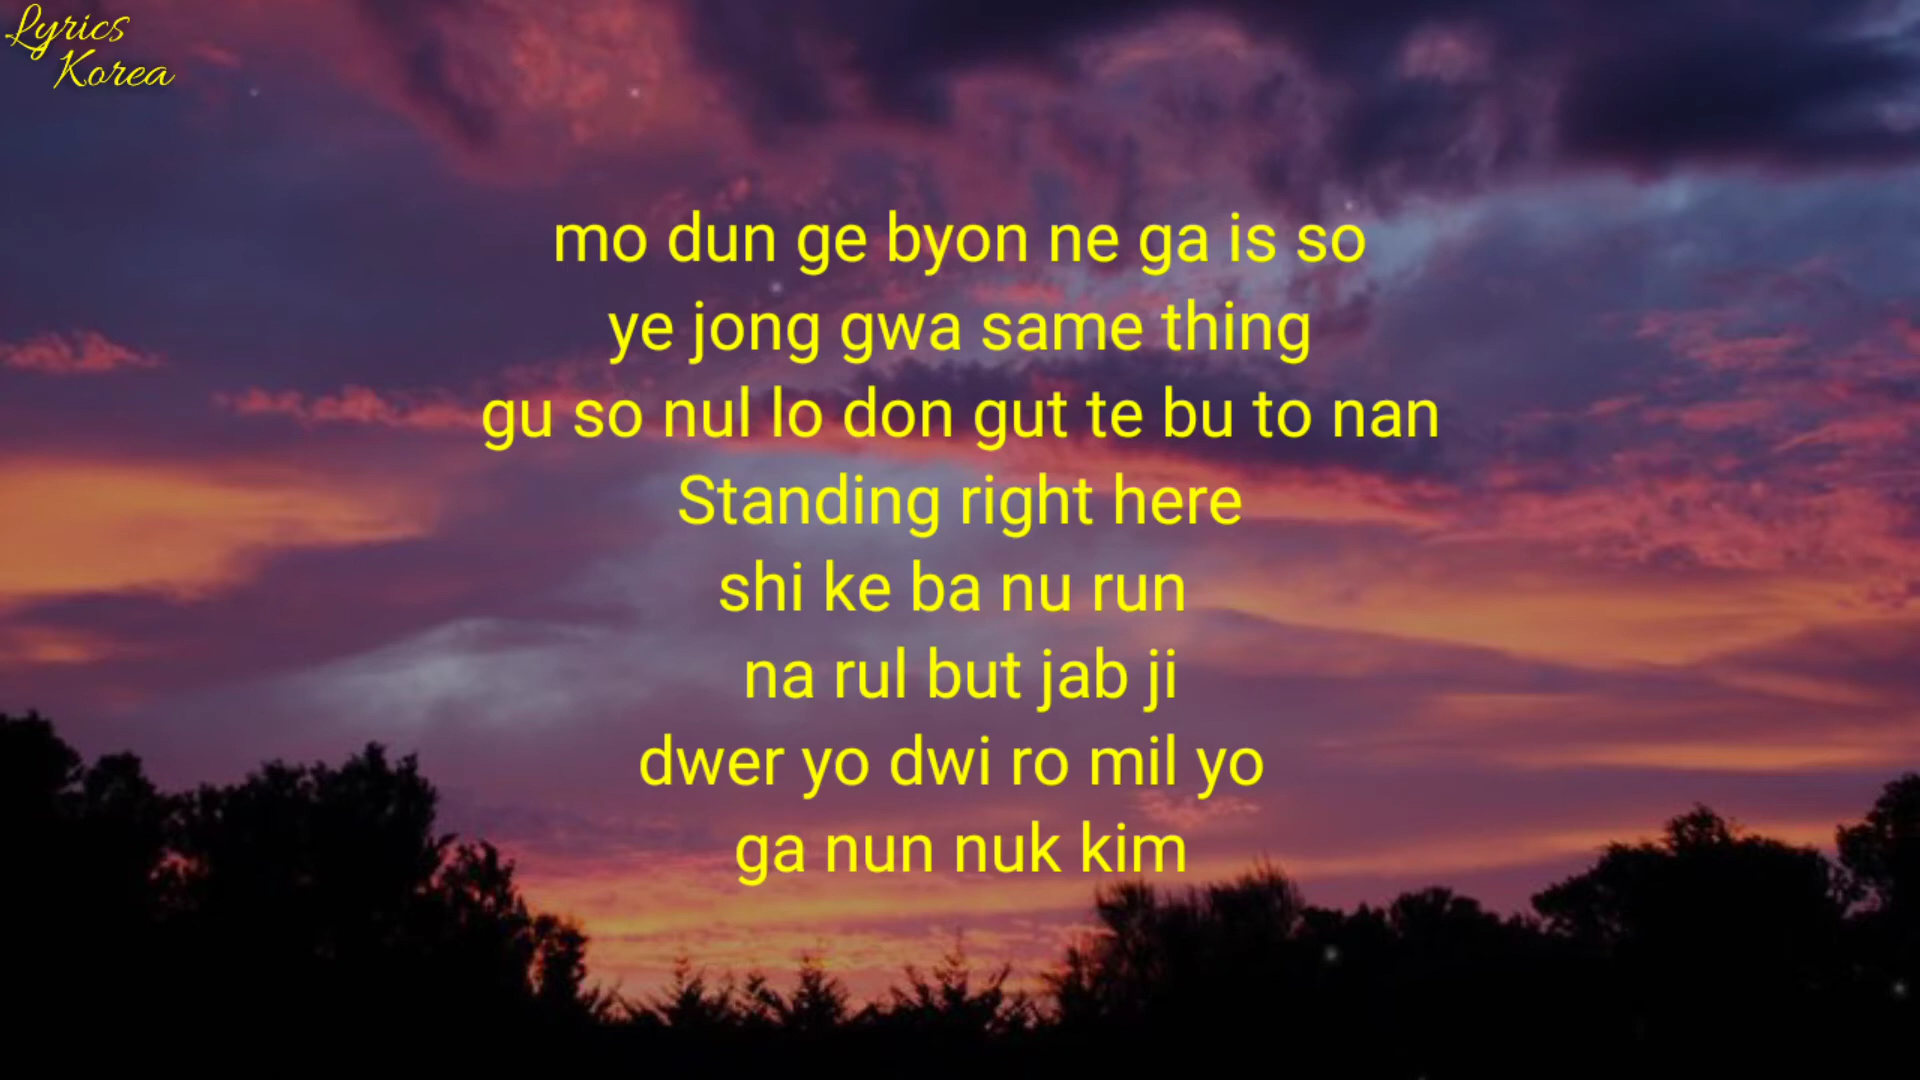 Lyrics
Korea
mo dun ge byon ne ga is so
ye jong gwa same thing
gu so nul lo don gut te bu to nan
Standing right here
shi ke ba nu run
na rul but jab ji
dwer yo dwi ro mil yo
ga nun nuk kim